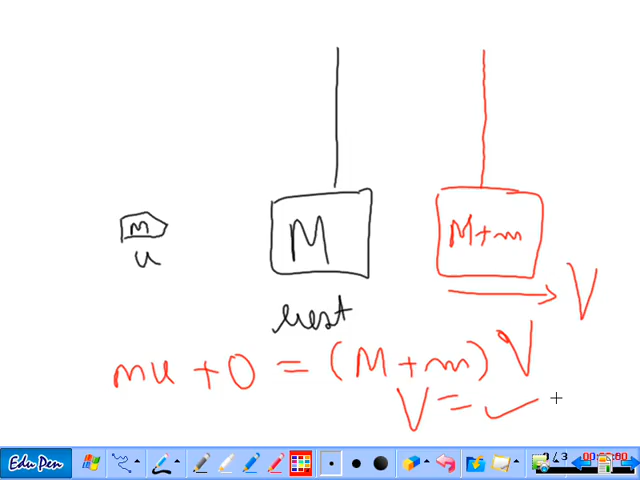 m
u
M
rest
M+m
V
mu + 0 = (M+m) V
V = ✓
Edu Pen